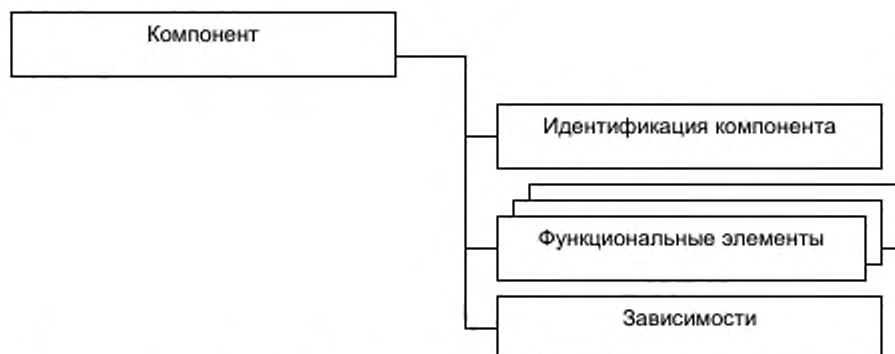 Компонент
Идентификация компонента
Функциональные элементы
Зависимости